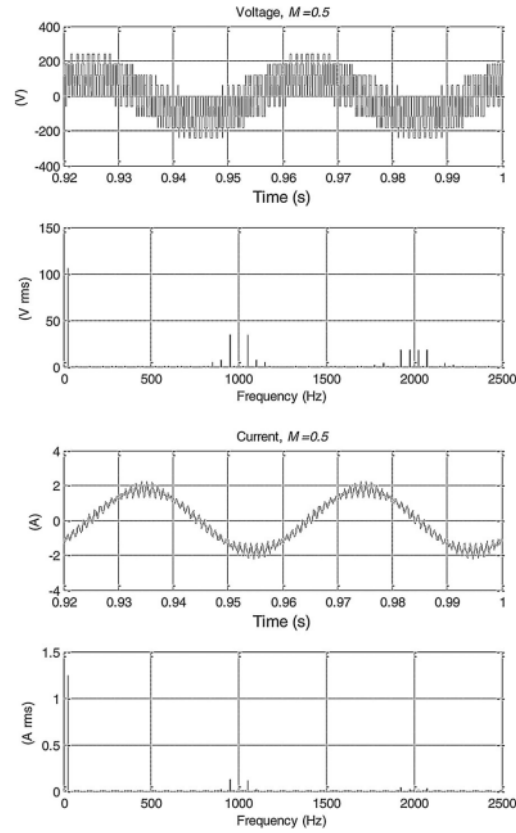 Voltage, M=0.5
400
200
0
-200
-400
(V)
0.92 0.93 0.94 0.95 0.96 0.97 0.98 0.99 1
Time (s)
150
100
50
0
(V rms)
0 500 1000 1500 2000 2500
Frequency (Hz)
Current, M=0.5
4
2
0
-2
-4
(A)
0.92 0.93 0.94 0.95 0.96 0.97 0.98 0.99 1
Time (s)
1.5
1
0.5
0
(A rms)
0 500 1000 1500 2000 2500
Frequency (Hz)